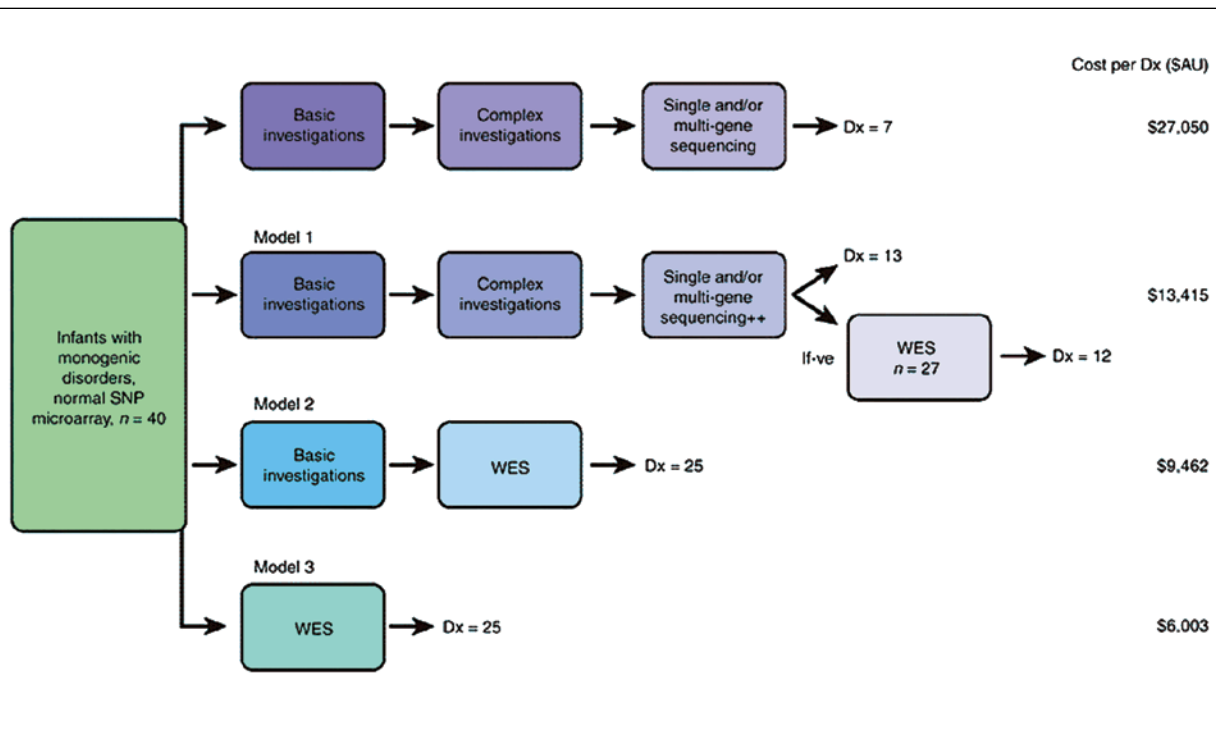 Cost per Dx ($AU)
Basic
investigations
Complex
investigations
Single and/or
multi-gene
sequencing
Dx = 7
$27,050
Model 1
Basic
investigations
Complex
investigations
Single and/or
multi-gene
sequencing++
Dx = 13
$13,415
If-ve
WES
n = 27
Dx = 12
Infants with
monogenic
disorders,
normal SNP
microarray, n = 40
Model 2
Basic
investigations
WES
Dx = 25
$9,462
Model 3
WES
Dx = 25
$6,003